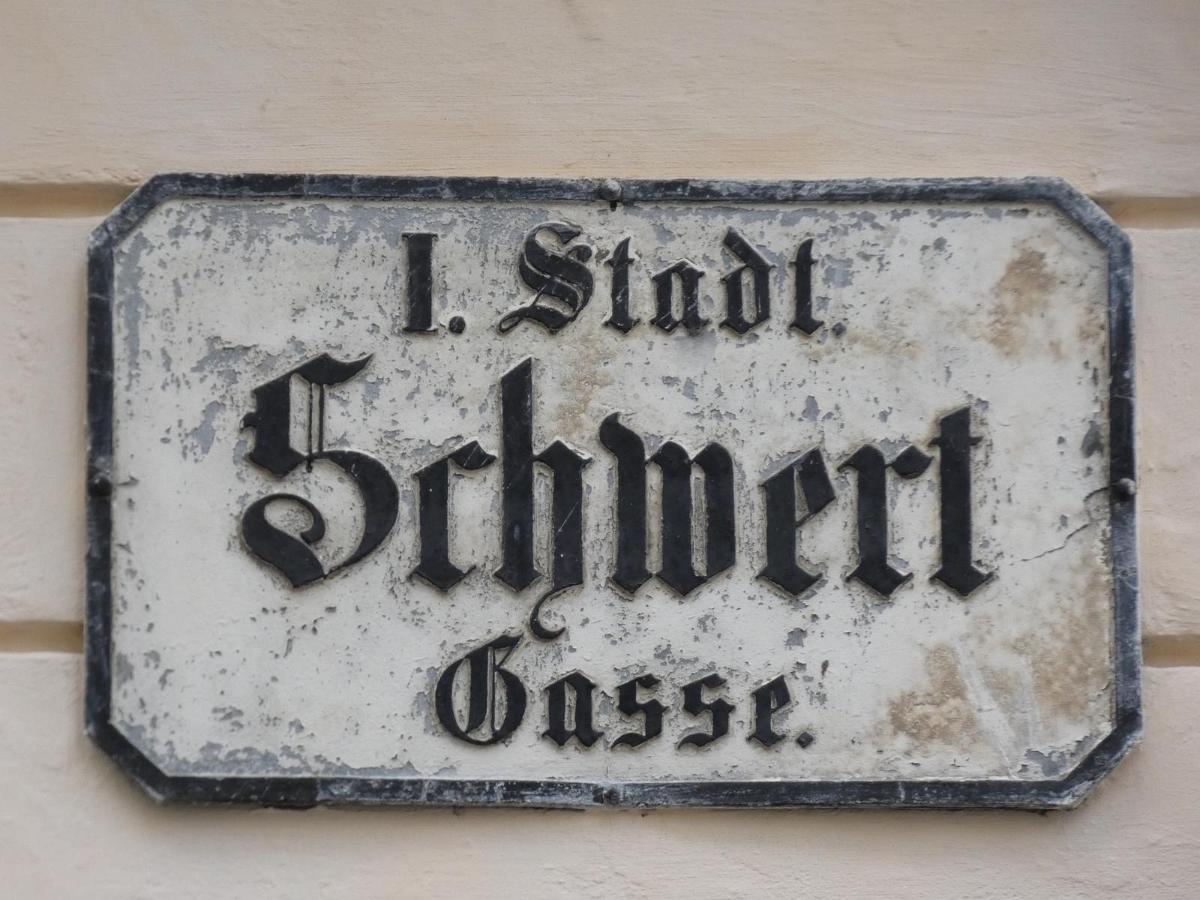 I. Stadt.
Schwert
Gasse.